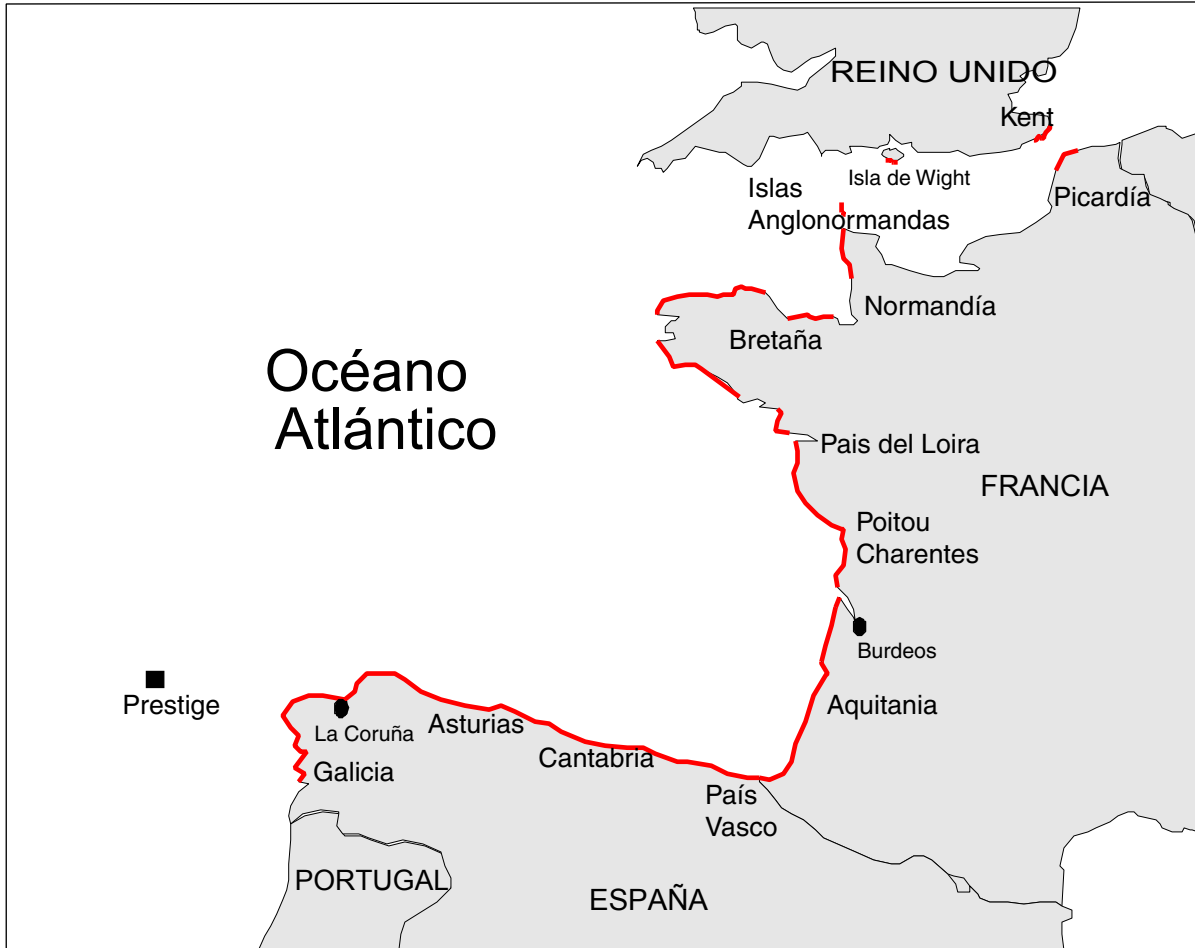 REINO UNIDO
Kent
Isla de Wight
Islas
Anglonormandas
Picardía
Normandía
Bretaña
Océano
Atlántico
Pais del Loira
FRANCIA
Poitou
Charentes
Burdeos
Prestige
Aquitania
La Coruña
Asturias
Cantabria
Galicia
País
Vasco
PORTUGAL
ESPAÑA